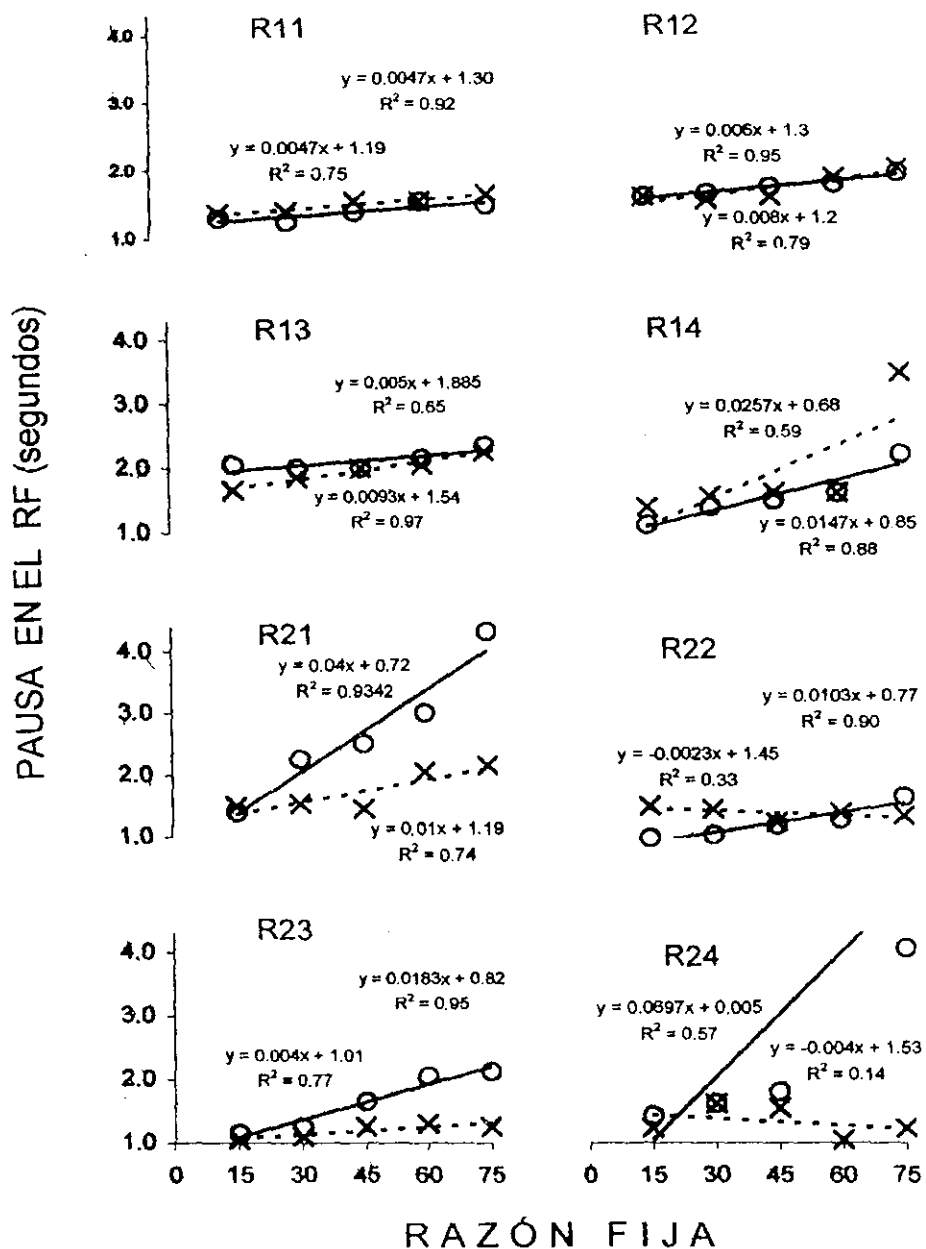 R11
4.0
3.0
2.0
1.0
y = 0.0047x + 1.30
R² = 0.92
y = 0.0047x + 1.19
R² = 0.75
R12
y = 0.006x + 1.3
R² = 0.95
y = 0.008x + 1.2
R² = 0.79
PAUSA EN EL RF (segundos)
R13
4.0
3.0
2.0
1.0
y = 0.005x + 1.885
R² = 0.65
y = 0.0093x + 1.54
R² = 0.97
R14
y = 0.0257x + 0.68
R² = 0.59
y = 0.0147x + 0.85
R² = 0.88
R21
4.0
3.0
2.0
1.0
y = 0.04x + 0.72
R² = 0.9342
y = 0.01x + 1.19
R² = 0.74
R22
y = 0.0103x + 0.77
R² = 0.90
y = -0.0023x + 1.45
R² = 0.33
R23
4.0
3.0
2.0
1.0
y = 0.0183x + 0.82
R² = 0.95
y = 0.004x + 1.01
R² = 0.77
0 15 30 45 60 75
R24
y = 0.0697x + 0.005
R² = 0.57
y = -0.004x + 1.53
R² = 0.14
0 15 30 45 60 75
RAZÓN FIJA